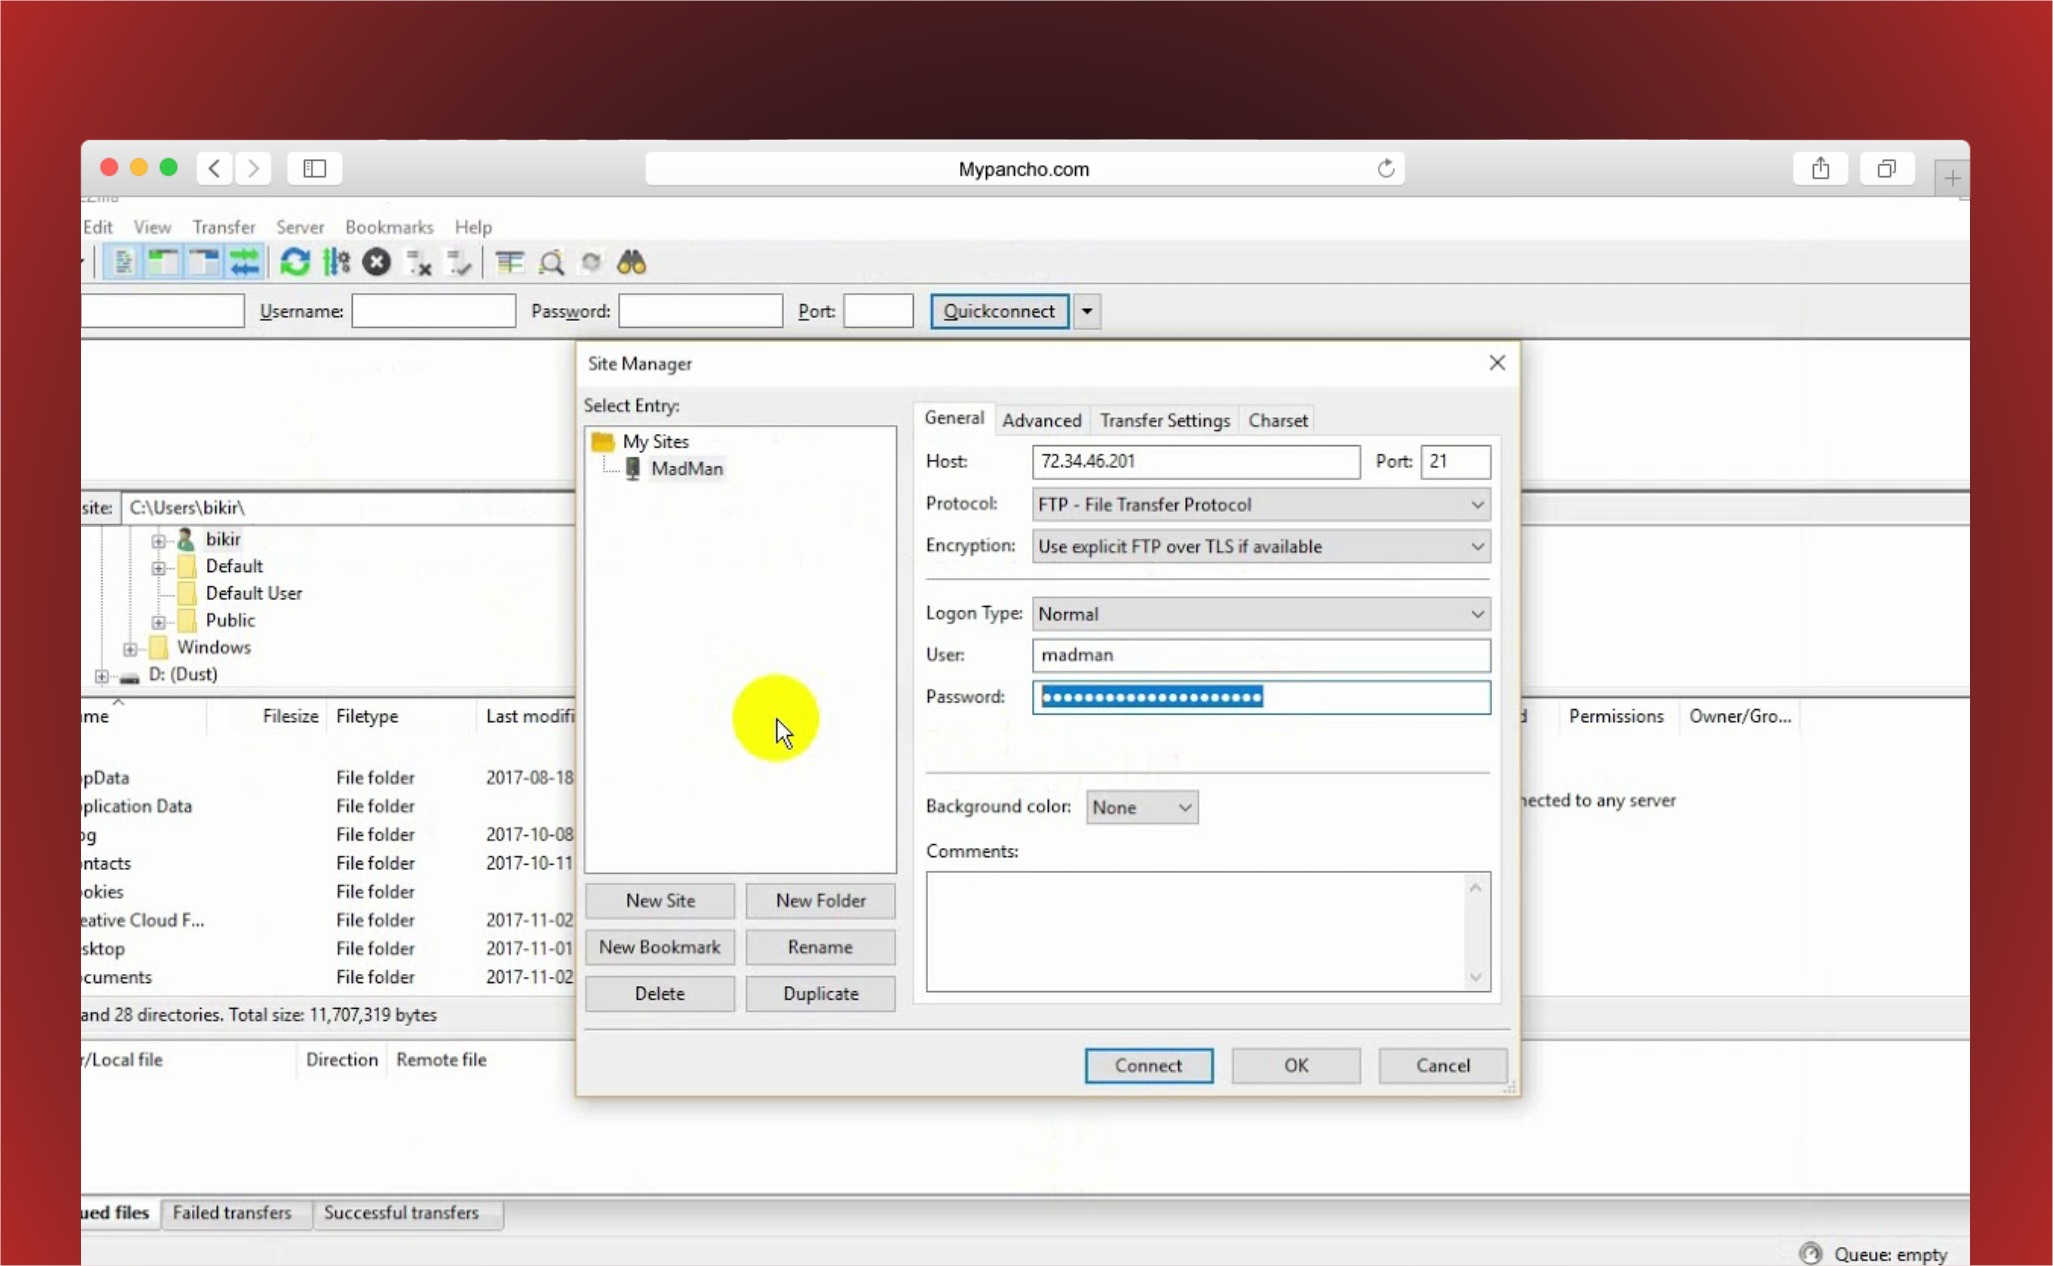 Mypancho.com
Edit View Transfer Server Bookmarks Help
Username: Password: Port: Quickconnect
Site Manager
Select Entry:
My Sites
MadMan
General Advanced Transfer Settings Charset
Host: 72.34.46.201 Port: 21
Protocol: FTP - File Transfer Protocol
Encryption: Use explicit FTP over TLS if available
Logon Type: Normal
User: madman
Password:
Background color: None
Comments:
New Site New Folder
New Bookmark Rename
Delete Duplicate
Connect OK Cancel
site: C:\Users\bikir\
bikir
Default
Default User
Public
Windows
D: (Dust)
me Filesize Filetype Last modifi
d Permissions Owner/Gro...
pData File folder 2017-08-18
plication Data File folder
og File folder 2017-10-08
ntacts File folder 2017-10-11
okies File folder
eative Cloud F... File folder 2017-11-02
sktop File folder 2017-11-01
cuments File folder 2017-11-02
nected to any server
and 28 directories. Total size: 11,707,319 bytes
r/Local file Direction Remote file
ued files Failed transfers Successful transfers
Queue: empty